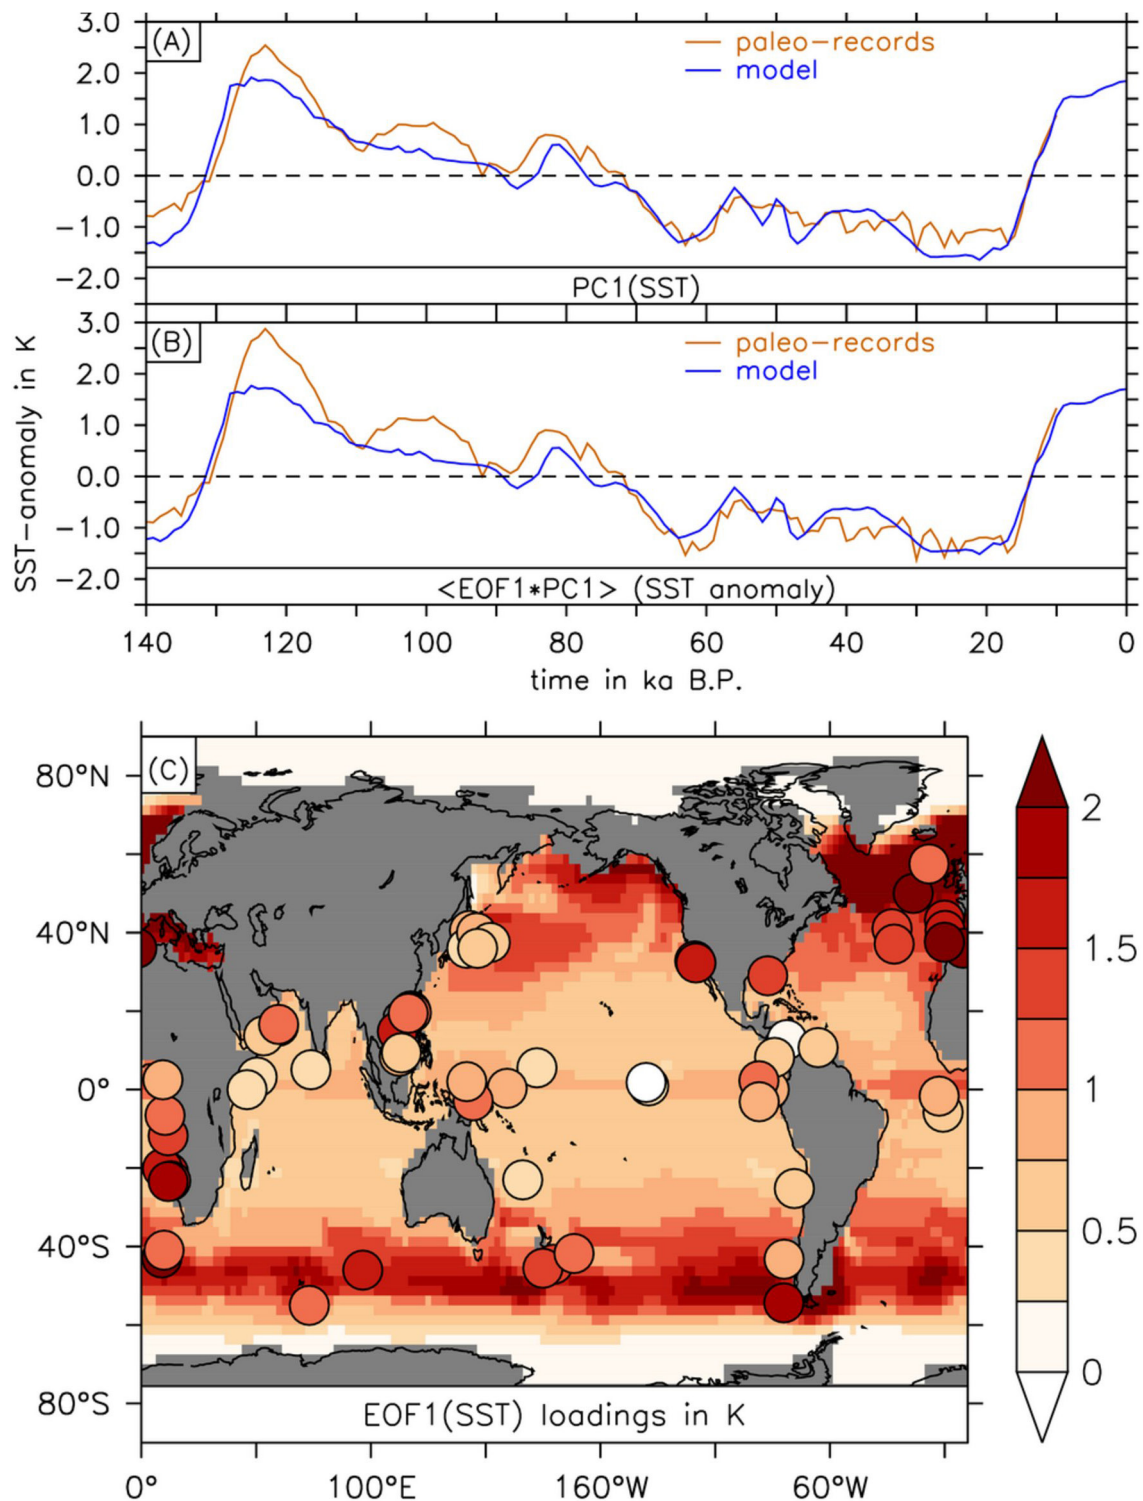 3.0
(A)
paleo-records
model
2.0
1.0
0.0
-1.0
-2.0
PC1(SST)
3.0
(B)
paleo-records
model
2.0
1.0
0.0
-1.0
-2.0
SST-anomaly in K
<EOF1*PC1> (SST anomaly)
140 120 100 80 60 40 20 0
time in ka B.P.
(C)
80°N
40°N
0°
40°S
80°S
EOF1(SST) loadings in K
0° 100°E 160°W 60°W
2
1.5
1
0.5
0